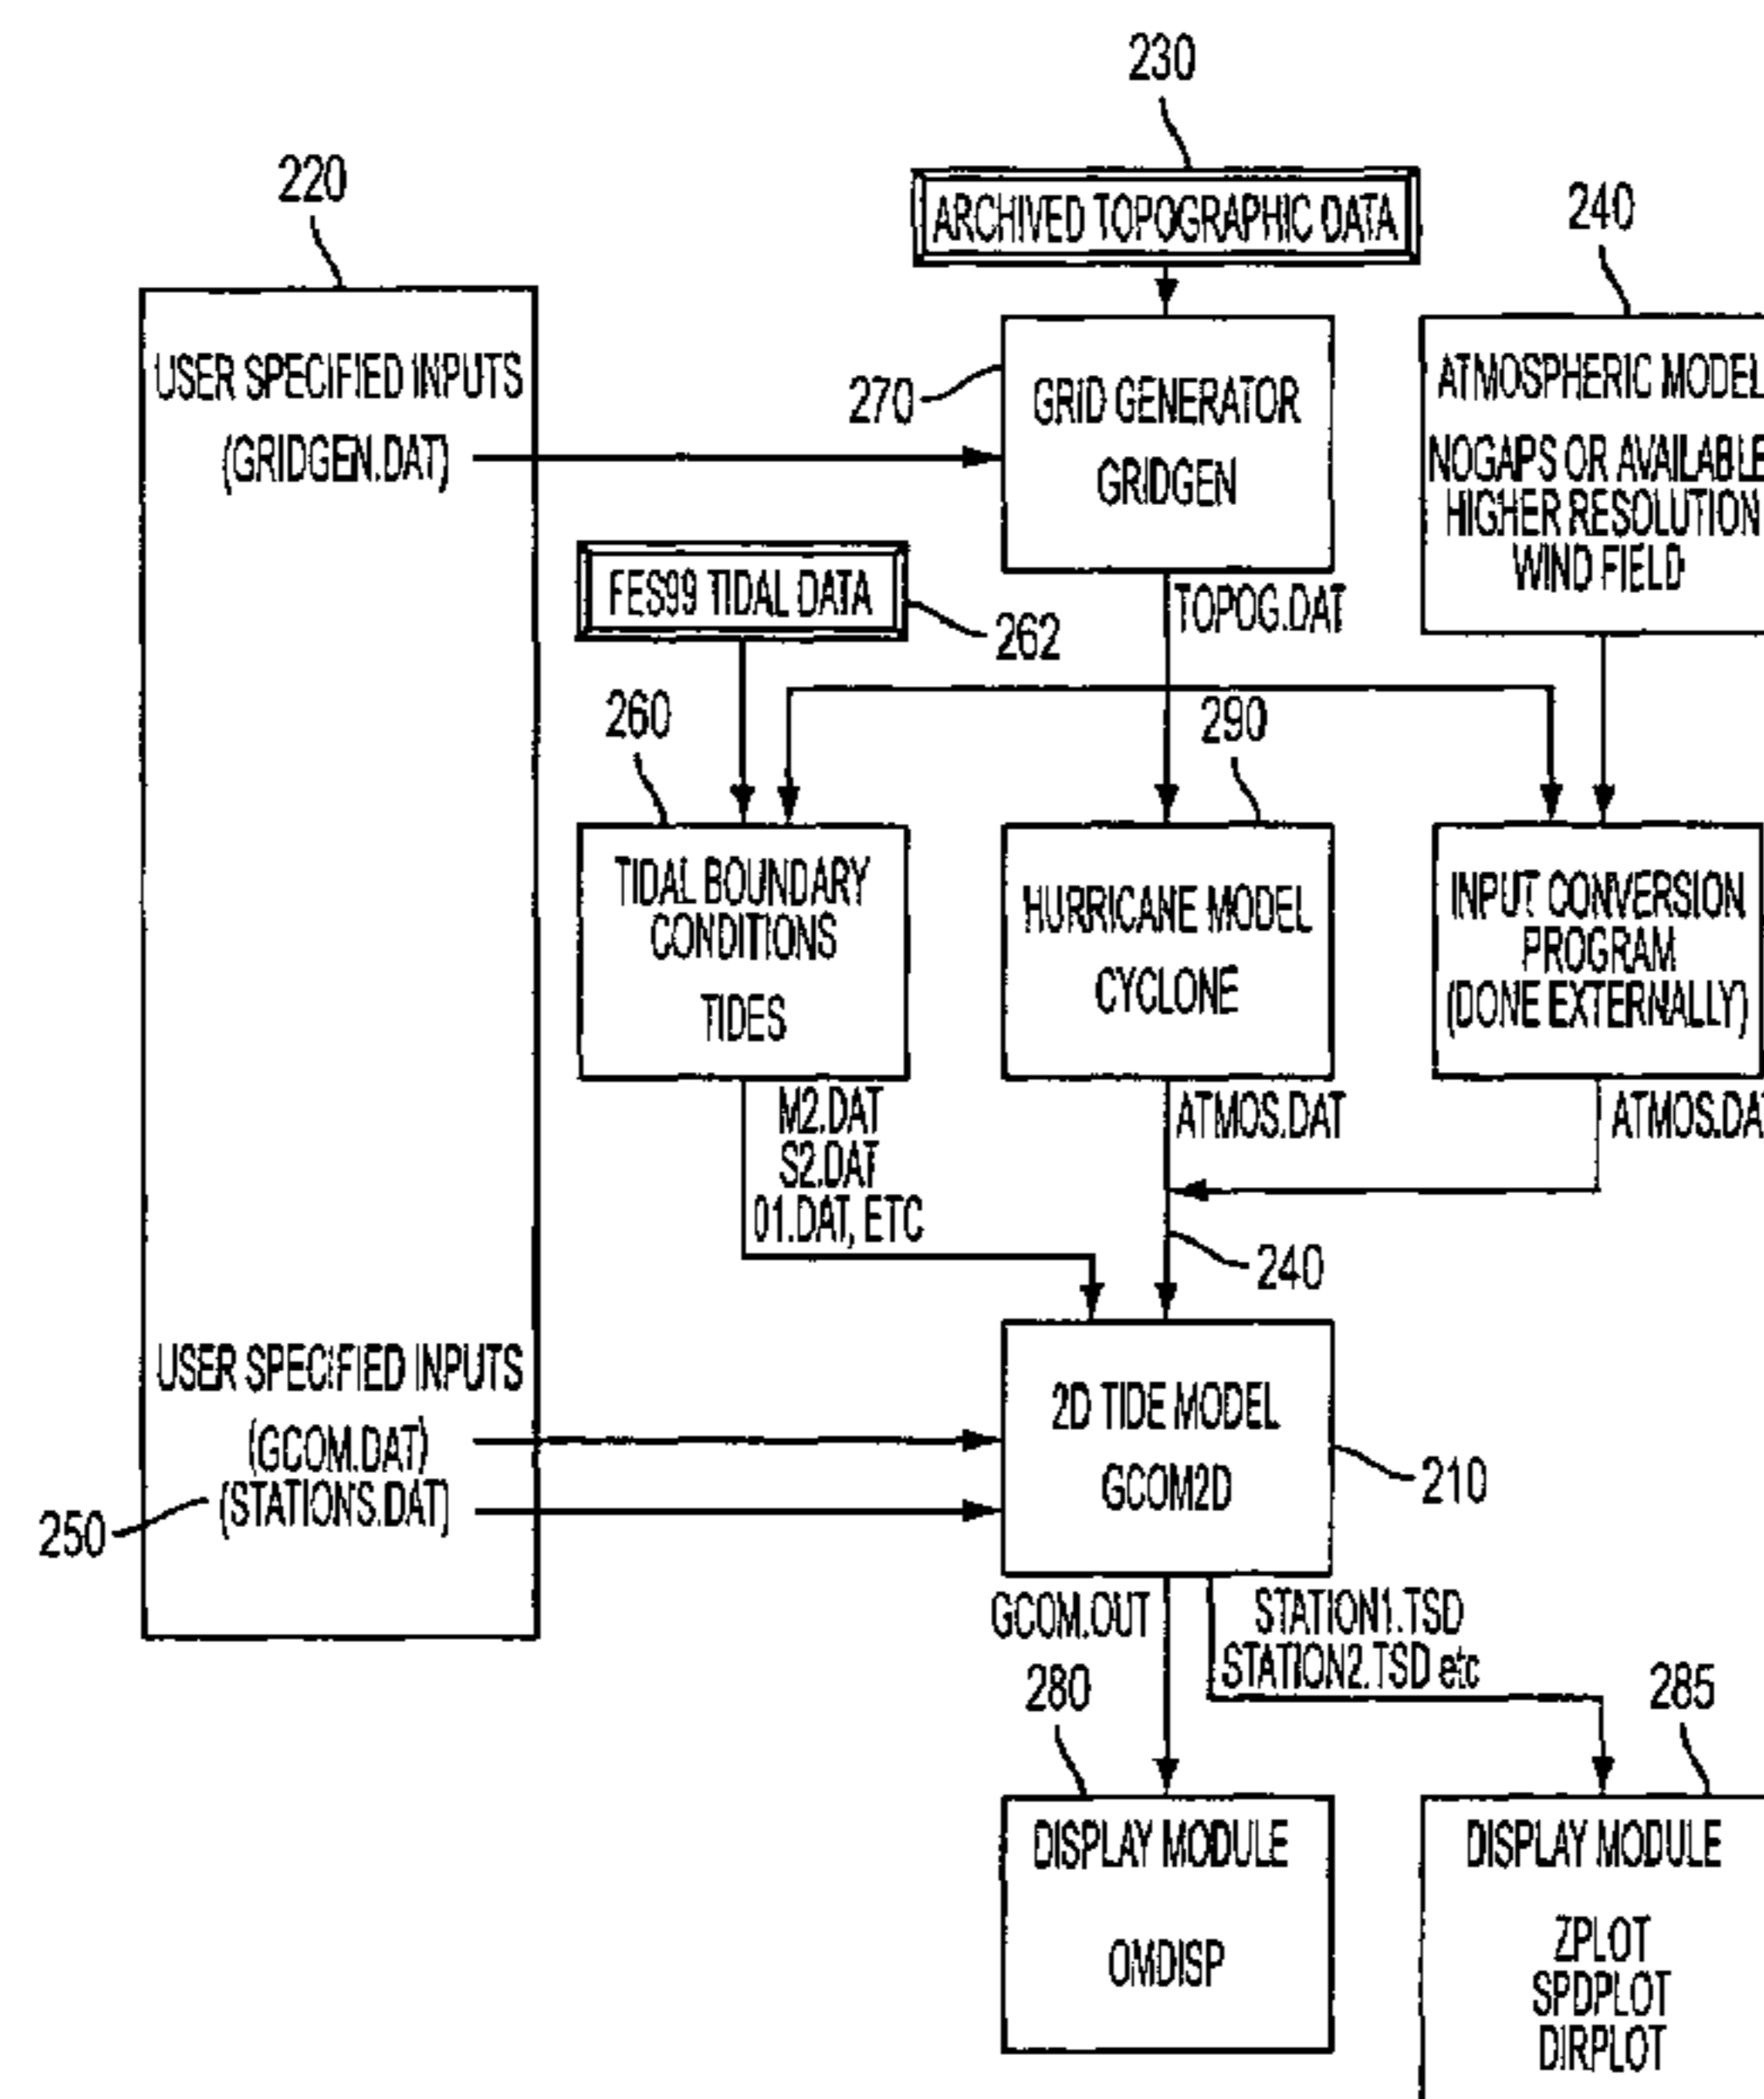 230
220
ARCHIVED TOPOGRAPHIC DATA
240
USER SPECIFIED INPUTS
(GRIDGEN.DAT)
270
GRID GENERATOR
GRIDGEN
ATMOSPHERIC MODEL
NOGAPS OR AVAILABLE
HIGHER RESOLUTION
WIND FIELD
FES99 TIDAL DATA
262
TOPOG.DAT
260
290
TIDAL BOUNDARY
CONDITIONS
TIDES
HURRICANE MODEL
CYCLONE
INPUT CONVERSION
PROGRAM
(DONE EXTERNALLY)
M2.DAT
S2.DAT
01.DAT, ETC
ATMOS.DAT
ATMOS.DAT
240
USER SPECIFIED INPUTS
(GCOM.DAT)
(STATIONS.DAT)
250
2D TIDE MODEL
GCOM2D
210
GCOM.OUT
STATION1.TSD
STATION2.TSD etc
280
285
DISPLAY MODULE
OMDISP
DISPLAY MODULE
ZPLOT
SPDPLOT
DIRPLOT